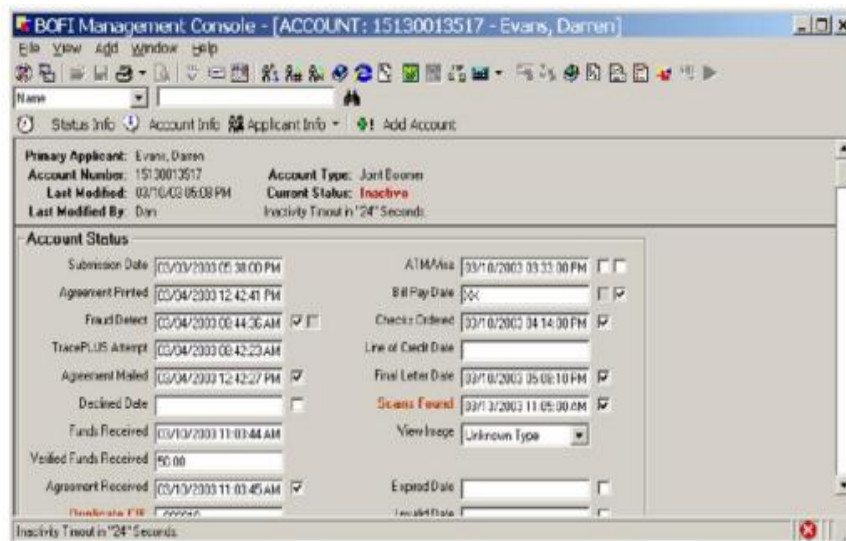 BOFI Management Console - [ACCOUNT: 15130013517 - Evans, Darren]
File View Add Window Help
Name
Status Info Account Info Applicant Info Add Account
Primary Applicant: Evans, Darren
Account Number: 15130013517 Account Type: Joint Boomer
Last Modified: 03/10/03 05:08 PM Current Status: Inactive
Last Modified By: Dan Inactivity Timout in "24" Seconds.
Account Status
Submission Date 03/03/2003 05:38:00 PM ATM/Visa 03/10/2003 03:33:00 PM
Agreement Printed 03/04/2003 12:42:41 PM Bill Pay Date XX
Fraud Detect 03/04/2003 08:44:36 AM Checks Ordered 03/10/2003 04:14:00 PM
TracePLUS Attempt 03/04/2003 08:42:23 AM Line of Credit Date
Agreement Mailed 03/04/2003 12:42:27 PM Final Letter Date 03/10/2003 05:08:10 PM
Declined Date Scans Found 03/13/2003 11:05:00 AM
Funds Received 03/10/2003 11:03:44 AM View Image Unknown Type
Verified Funds Received 50.00
Agreement Received 03/10/2003 11:03:45 AM Expired Date
Duplicate CIF Invalid Date
Inactivity Timout in "24" Seconds.